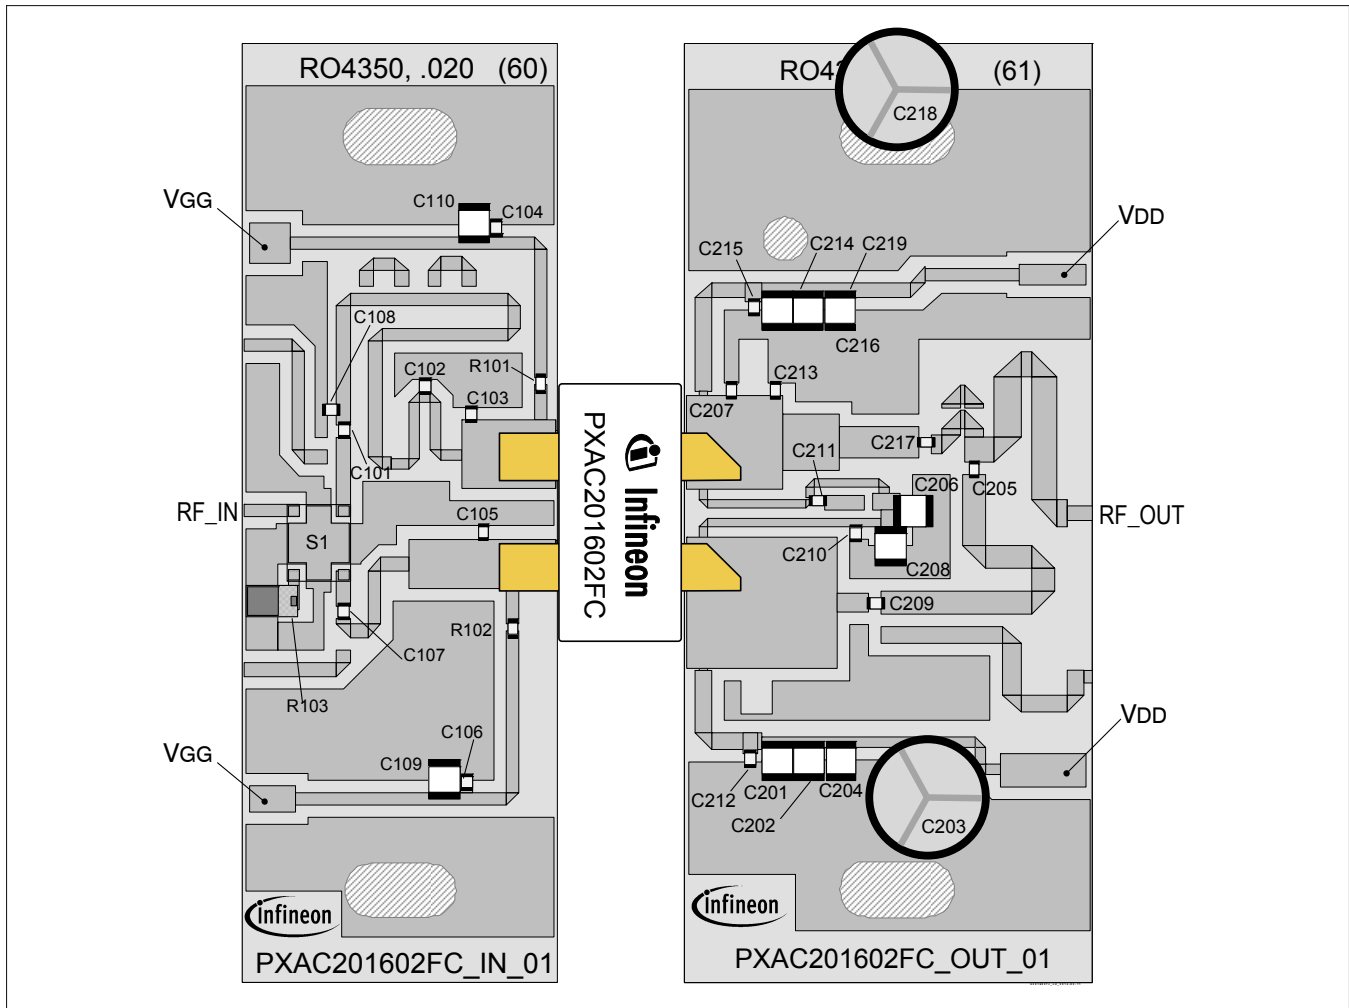 RO4350, .020 (60)
RO43
(61)
C218
VGG
C110
C104
VDD
C215
C214
C219
C108
C216
C102
R101
C213
C103
C207
C217
C211
C101
C206
C205
RF_IN
C105
RF_OUT
S1
C210
C208
C209
Infineon
PXAC201602FC
R102
C107
R103
VDD
VGG
C106
C109
C212
C201
C204
C202
C203
infineon
infineon
PXAC201602FC_IN_01
PXAC201602FC_OUT_01